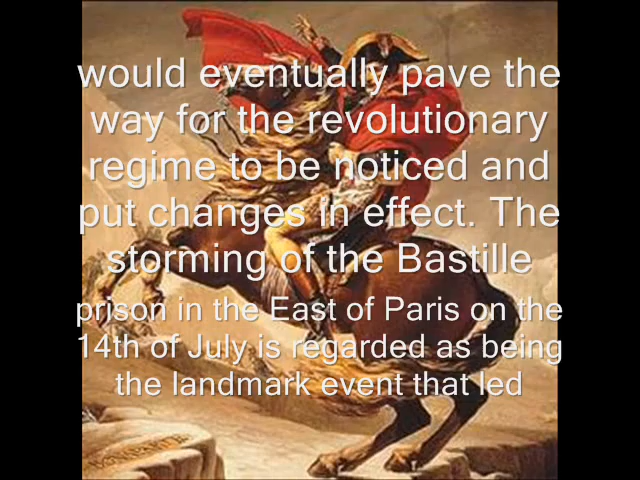 would eventually pave the
way for the revolutionary
regime to be noticed and
put changes in effect. The
storming of the Bastille
prison in the East of Paris on the
14th of July is regarded as being
the landmark event that led
BONAPARTE